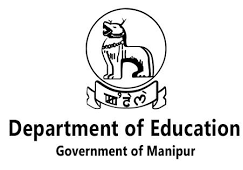 Department of Education
Government of Manipur